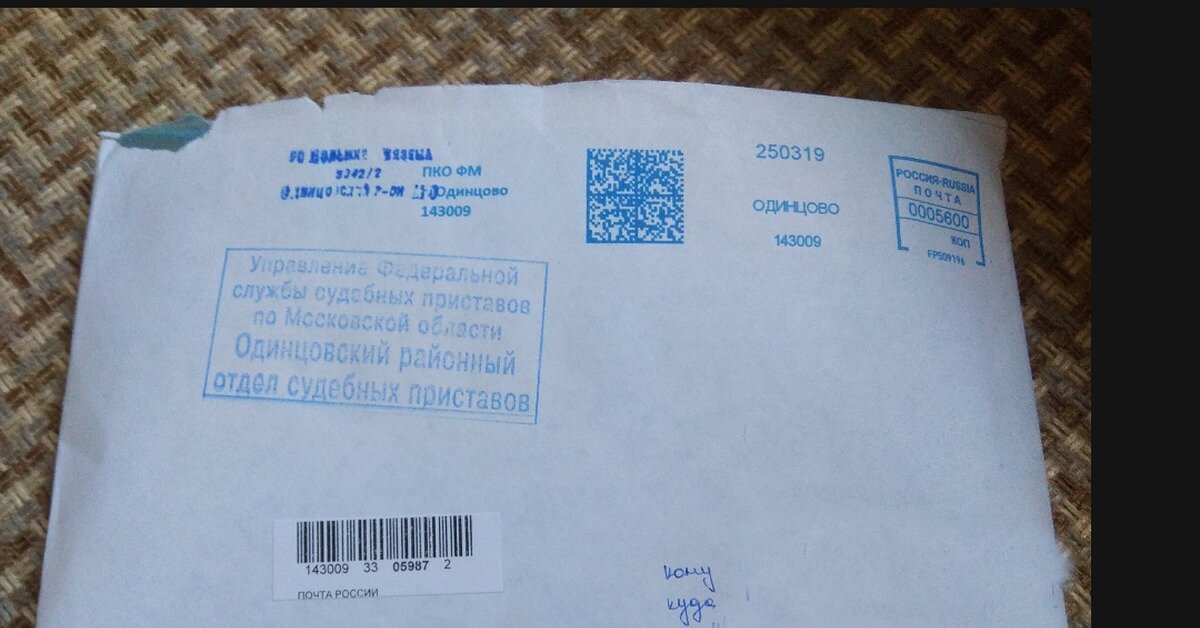 ПКО ФМ
Одинцово
143009
250319
ОДИНЦОВО
143009
РОССИЯ-RUSSIA
ПОЧТА
0005600
КОП
FP509196
Управление Федеральной
службы судебных приставов
по Московской области
Одинцовский районный
отдел судебных приставов
143009 33 05987 2
ПОЧТА РОССИИ
кому
куда